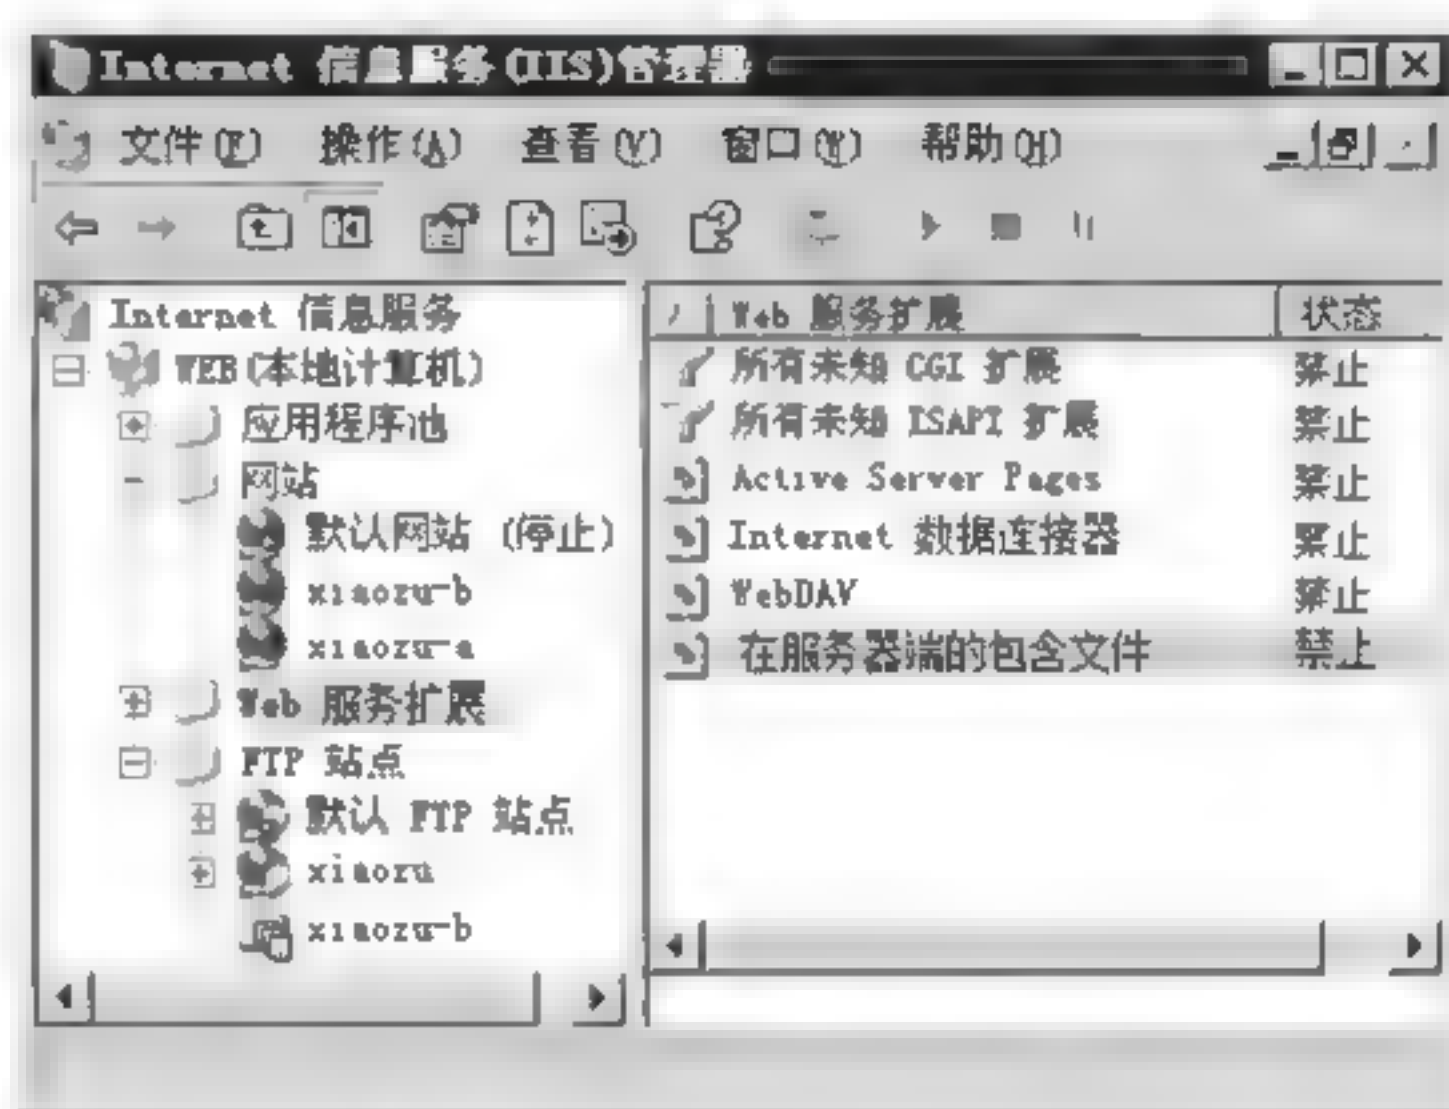 Internet 信息服务(IIS)管理器
文件(F) 操作(A) 查看(V) 窗口(W) 帮助(H)
Internet 信息服务
WEB(本地计算机)
应用程序池
网站
默认网站 (停止)
xiaozu-b
xiaozu-a
Web 服务扩展
FTP 站点
默认 FTP 站点
xiaozu
xiaozu-b
Web 服务扩展 状态
所有未知 CGI 扩展 禁止
所有未知 ISAPI 扩展 禁止
Active Server Pages 禁止
Internet 数据连接器 禁止
WebDAV 禁止
在服务器端的包含文件 禁止